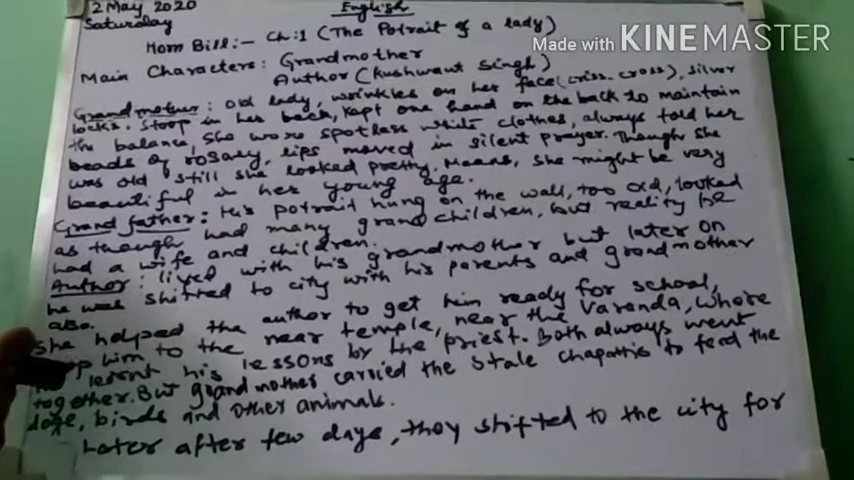 2 May 2020
English
Saturday
Horn Bill:- Ch:1 (The Potrait of a lady)
Made with KINEMASTER
Main Characters: Grandmother
Author (Kushwant Singh)
Grandmother: old lady, wrinkles on her face (criss-cross), silver
locks. Stoop in her back, kept one hand on the back to maintain
the balance, she wore spotless white clothes, always told her
beads of rosary, lips moved in silent prayer. Though she
was old still she looked pretty. Means, she might be very
beautiful in her young age.
Grandfather: His potrait hung on the wall, too old, looked
as though had many grandchildren, but reality he
had a wife and children.
Author: lived with his grandmother but later on
he was shifted to city with his parents and grandmother
also.
She helped the author to get him ready for school,
him to the near temple, near the Varanda, where
learnt his lessons by the priest. Both always went
together. But grandmother carried the stale chapattis to feed the
dogs, birds and other animals.
Later after few days, they shifted to the city for